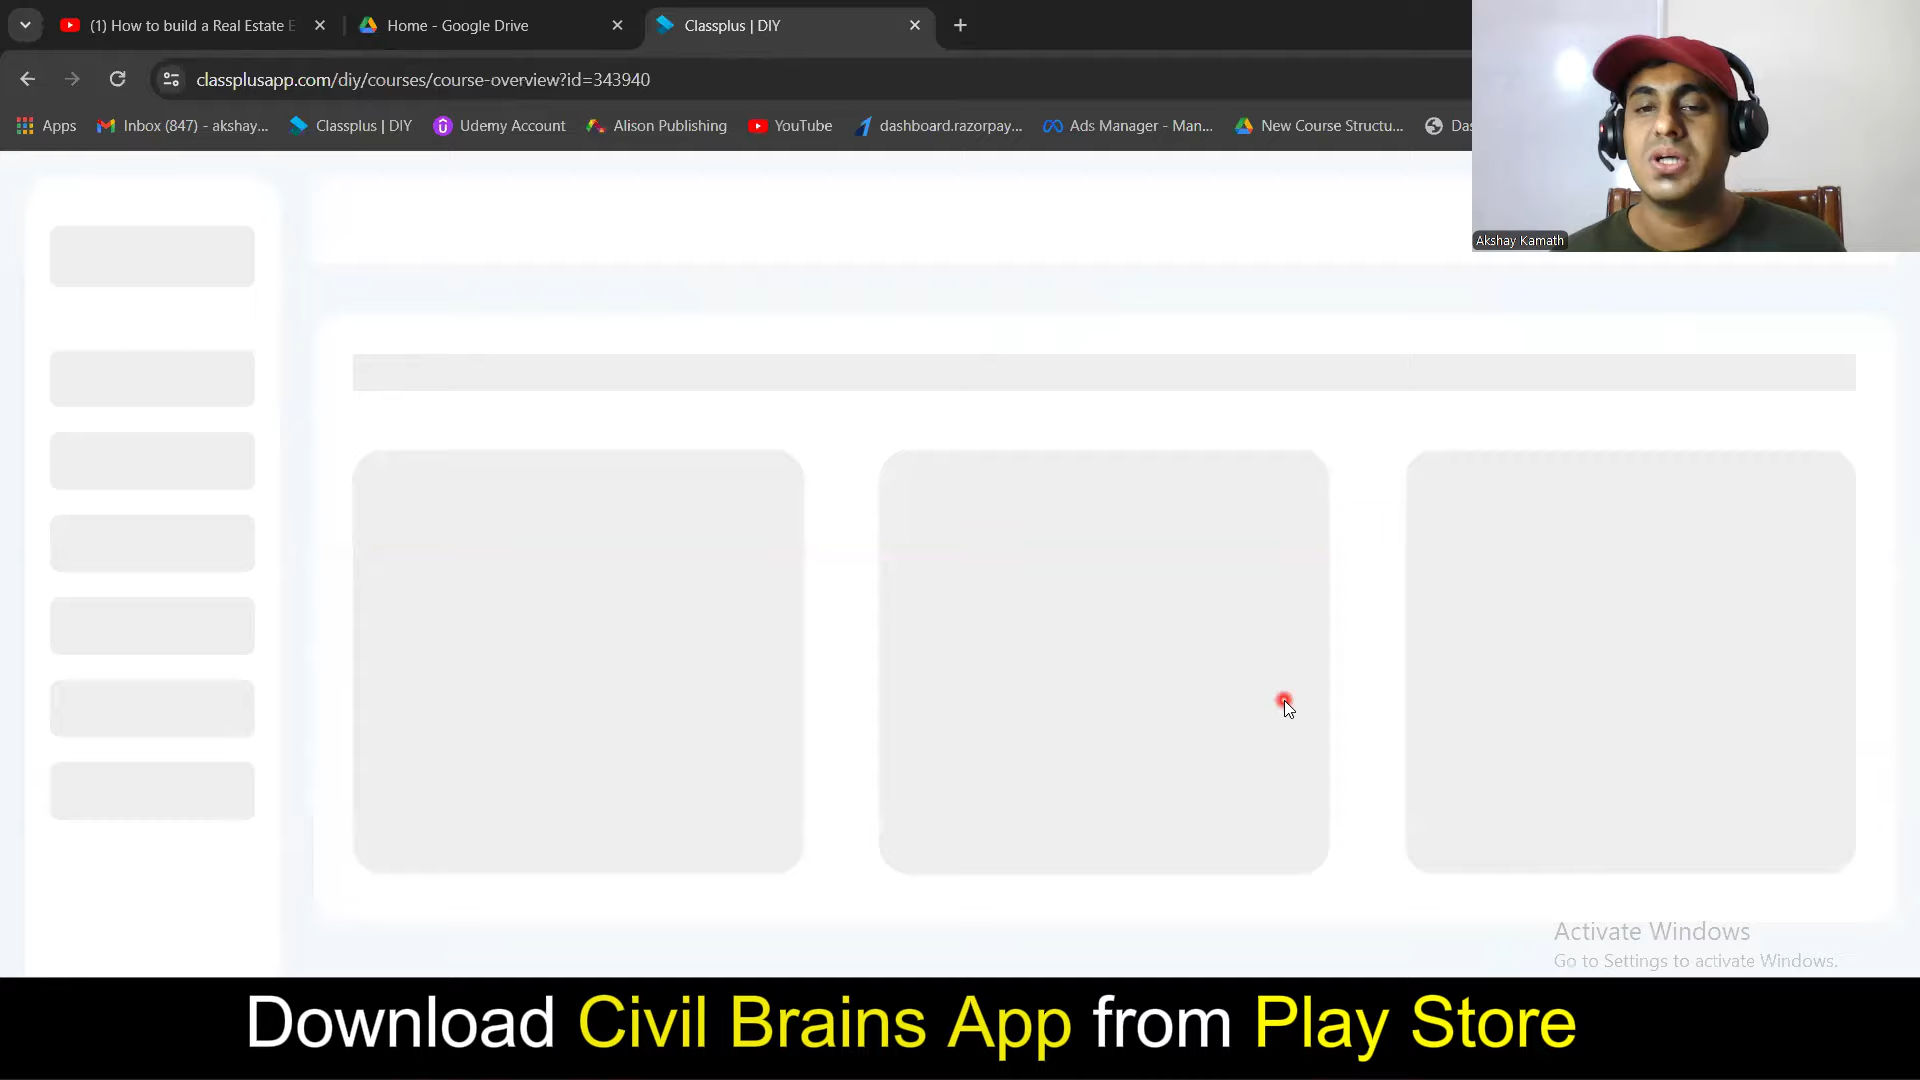 (1) How to build a Real Estate E
Home - Google Drive
Classplus | DIY
classplusapp.com/diy/courses/course-overview?id=343940
Apps
Inbox (847) - akshay...
Classplus | DIY
Udemy Account
Alison Publishing
YouTube
dashboard.razorpay...
Ads Manager - Man...
New Course Structu...
Das
Akshay Kamath
Activate Windows
Go to Settings to activate Windows.
Download Civil Brains App from Play Store